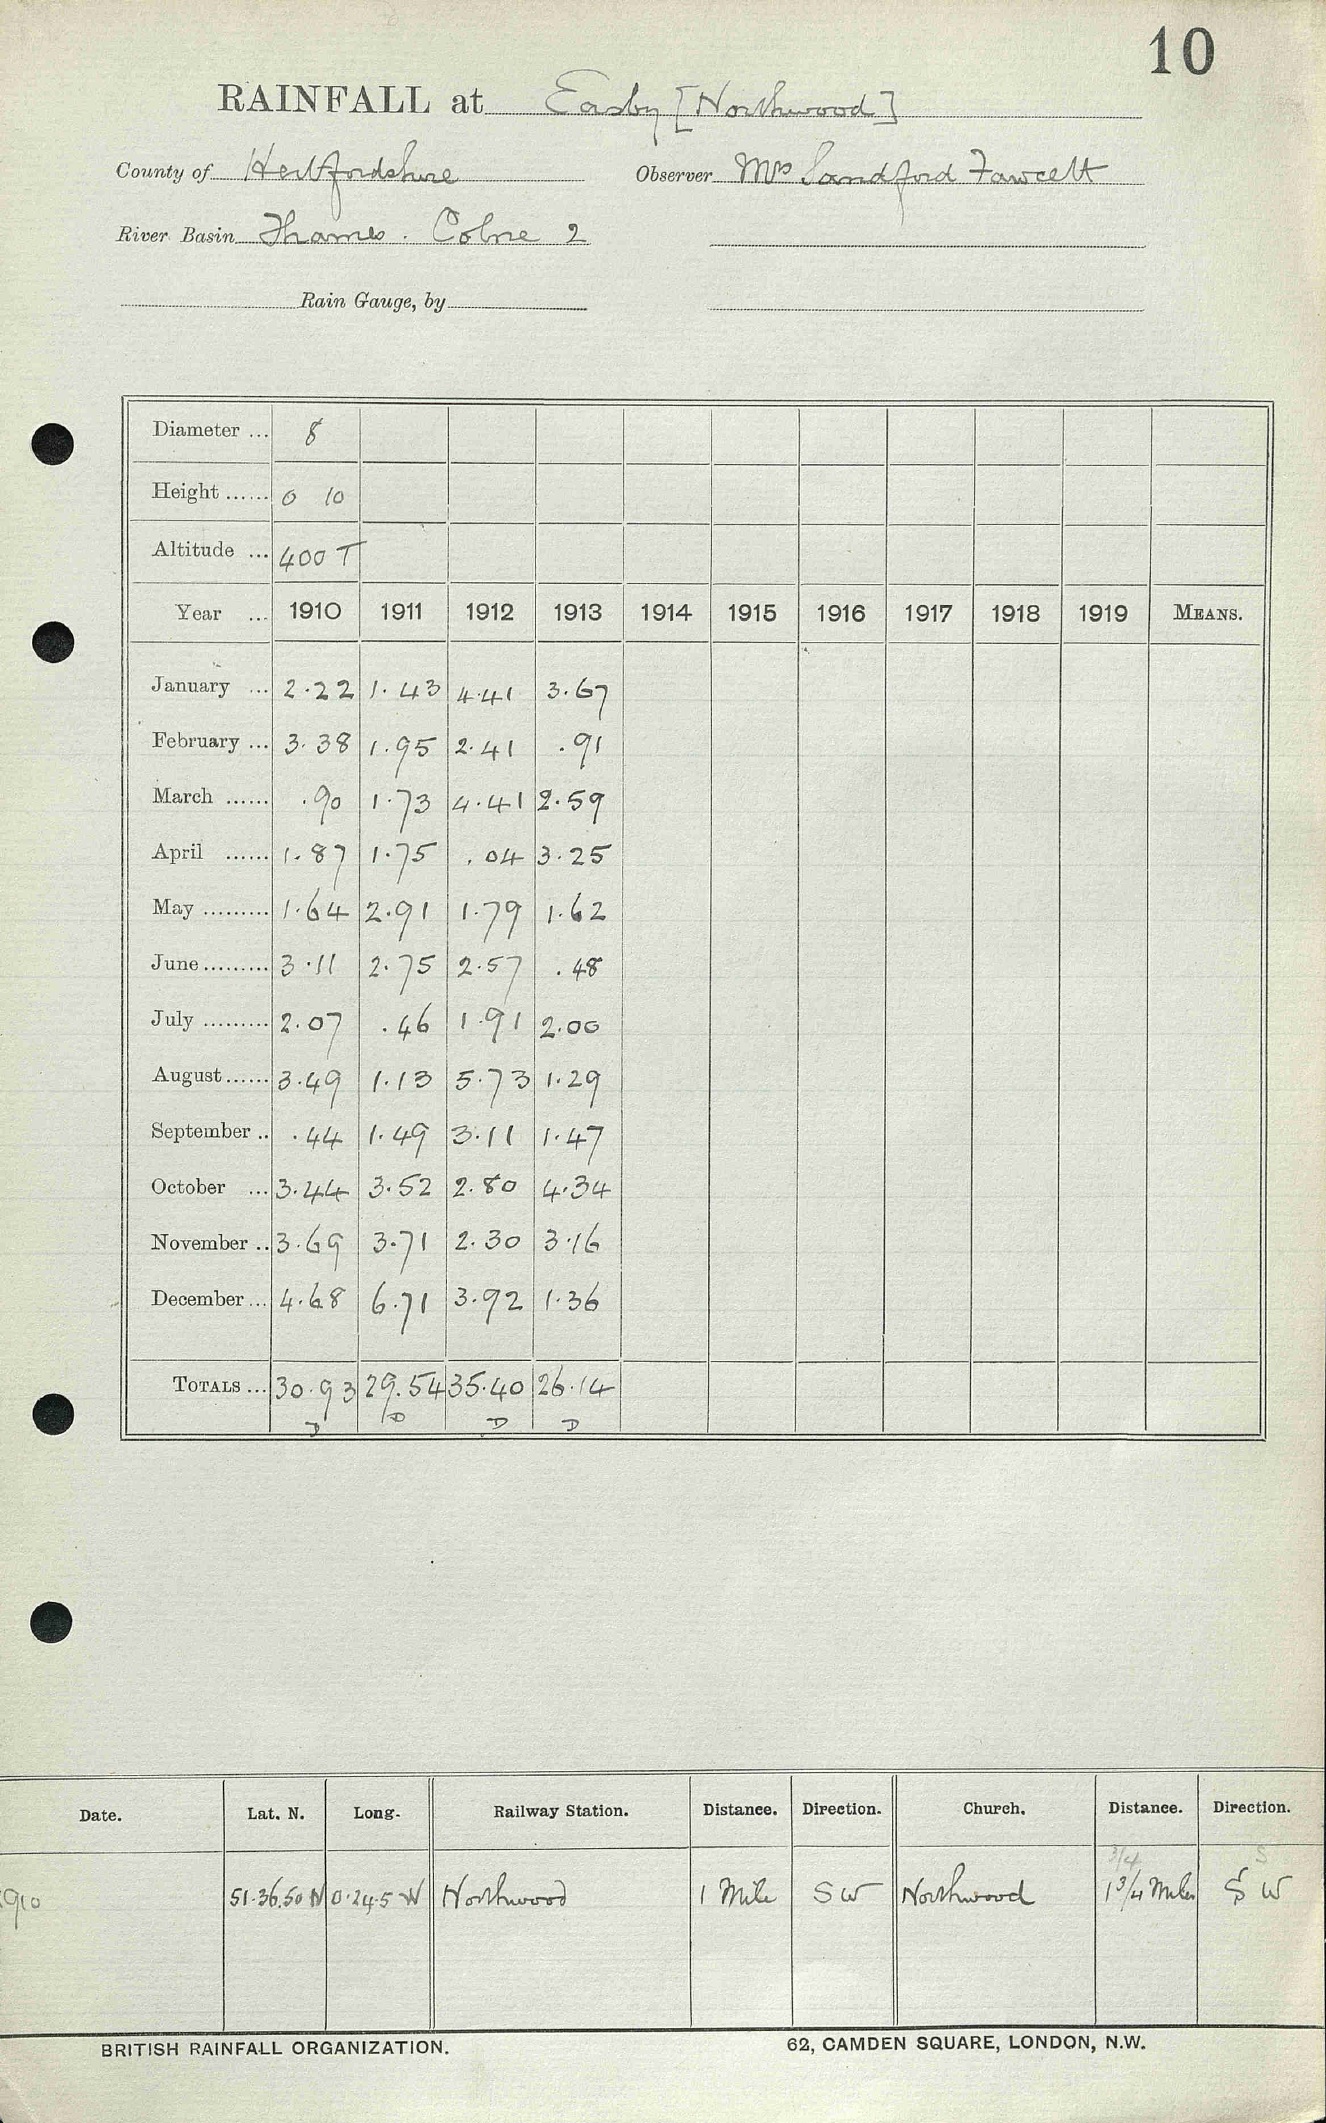 10
RAINFALL at Easby [Northwood]
County of Hertfordshire Observer Mrs Sandford Fawcett
River Basin Thames. Colne 2
Rain Gauge, by
Diameter ... 8
Height ...... 0 10
Altitude ... 400 T
Year ... 1910 1911 1912 1913 1914 1915 1916 1917 1918 1919 MEANS.
January ... 2.22 1.43 4.41 3.67
February ... 3.38 1.95 2.41 .91
March ...... .90 1.73 4.41 2.59
April ...... 1.87 1.75 .04 3.25
May ......... 1.64 2.91 1.79 1.62
June ......... 3.11 2.75 2.57 .48
July ......... 2.07 .46 1.91 2.00
August ...... 3.49 1.13 5.73 1.29
September .. .44 1.49 3.11 1.47
October ... 3.44 3.52 2.80 4.34
November .. 3.69 3.71 2.30 3.16
December ... 4.68 6.71 3.92 1.36
TOTALS ... 30.93 29.54 35.40 26.14
D D D D
Date. Lat. N. Long. Railway Station. Distance. Direction. Church. Distance. Direction.
3/4 S
1910 51.36.50 N 0.24.5 W Northwood 1 Mile SW Northwood 1 3/4 Miles S W
BRITISH RAINFALL ORGANIZATION. 62, CAMDEN SQUARE, LONDON, N.W.